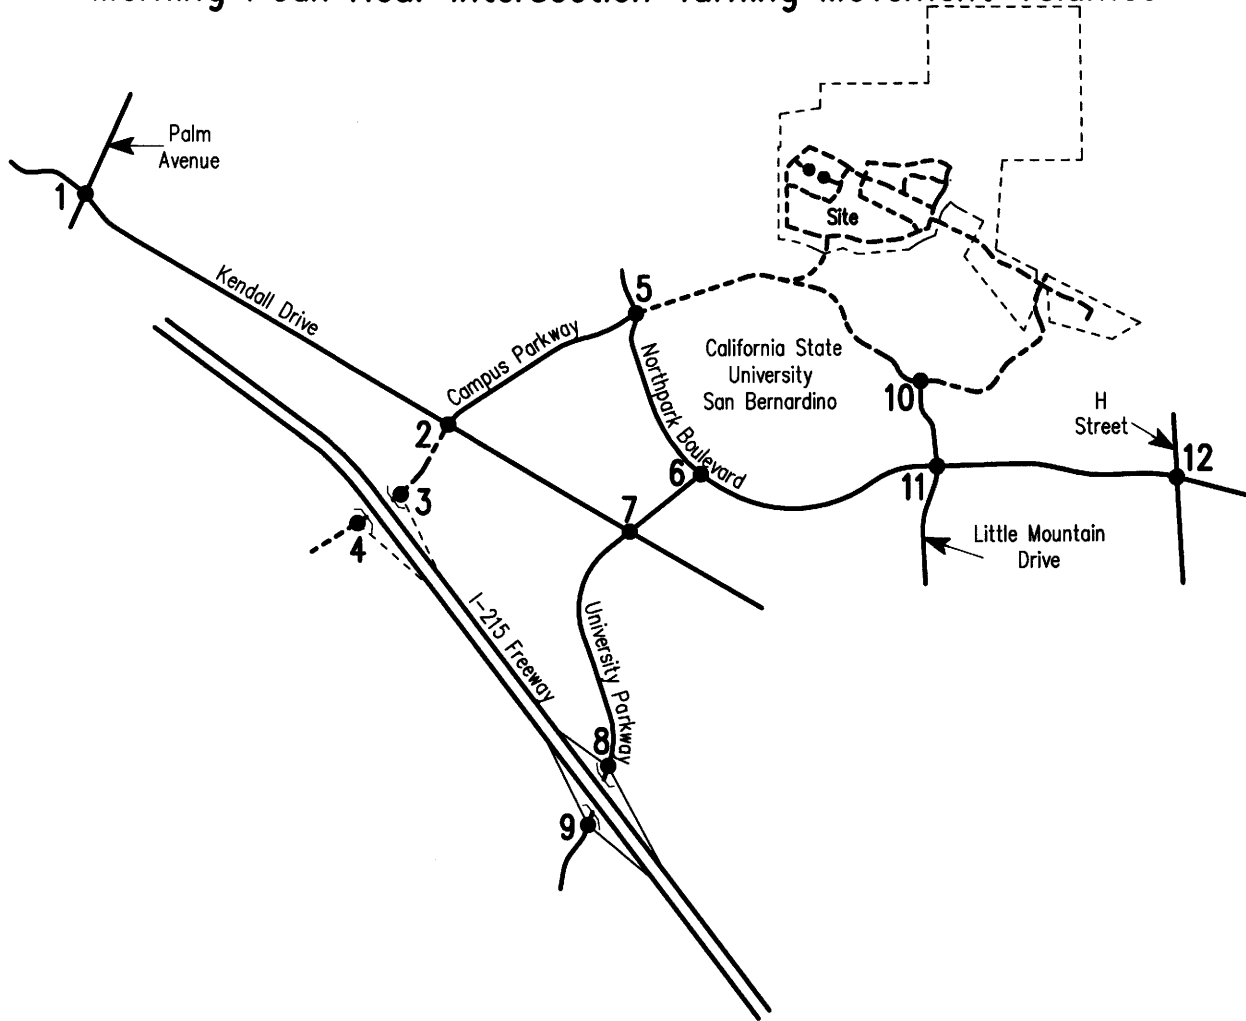 Morning Peak Hour Intersection Turning Movement Volumes
Palm
Avenue
1
Site
Kendall Drive
5
Campus Parkway
Northpark Boulevard
California State
University
San Bernardino
10
H
Street
2
3
4
6
7
11
12
Little Mountain
Drive
I-215 Freeway
University Parkway
8
9